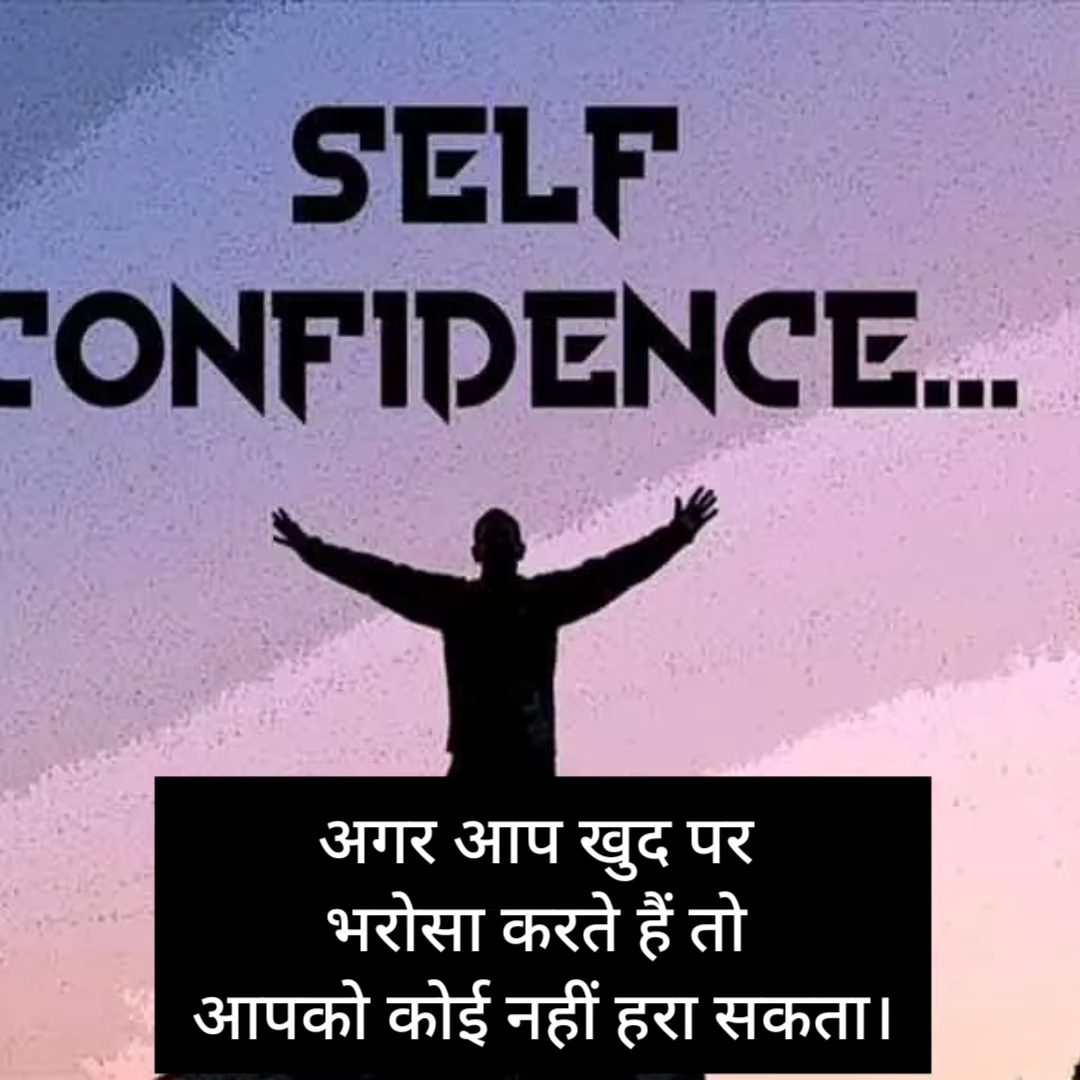 SELF
CONFIDENCE...
अगर आप खुद पर
भरोसा करते हैं तो
आपको कोई नहीं हरा सकता।